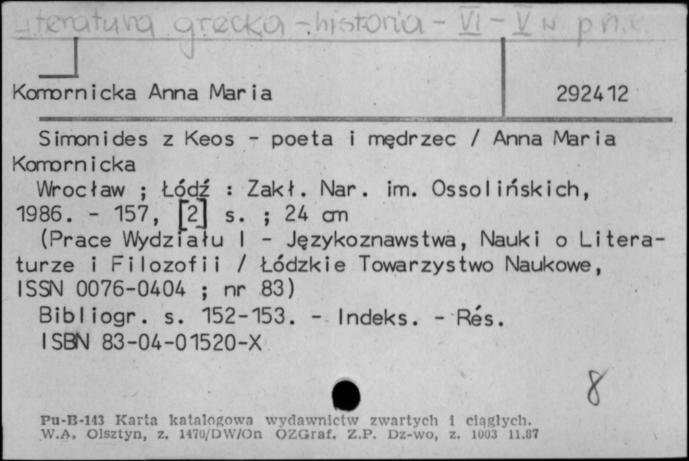 Literatura grecka - historia - VI - V w. p.n.e.
Komornicka Anna Maria 292412
Simonides z Keos - poeta i mędrzec / Anna Maria
Komornicka
Wrocław ; Łódź : Zakł. Nar. im. Ossolińskich,
1986. - 157, [2] s. ; 24 cm
(Prace Wydziału I - Językoznawstwa, Nauki o Litera-
turze i Filozofii / Łódzkie Towarzystwo Naukowe,
ISSN 0076-0404 ; nr 83)
Bibliogr. s. 152-153. - Indeks. - Rés.
ISBN 83-04-01520-X
8
Pu-B-143 Karta katalogowa wydawnictw zwartych i ciągłych.
W.A. Olsztyn, z. 1470/DW/On OZGraf. Z.P. Dz-wo, z. 1003 11.87